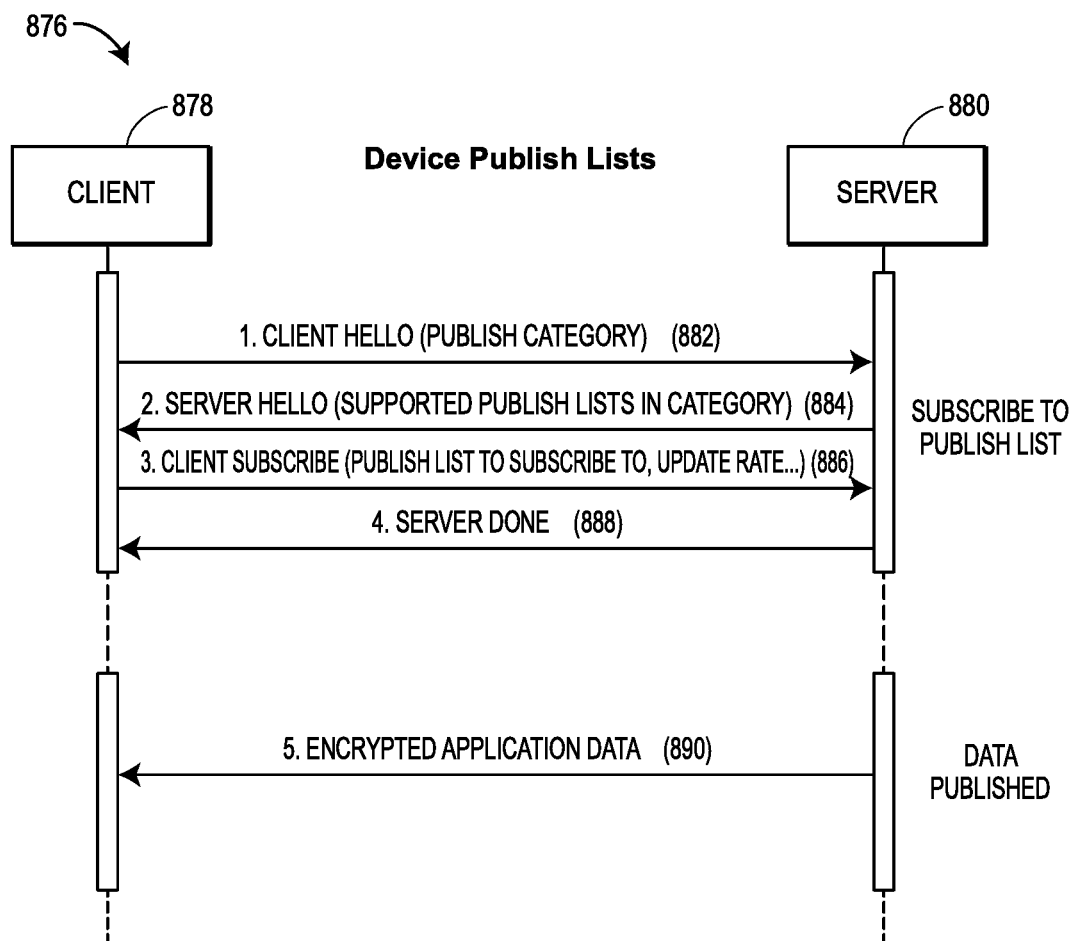 876
878
880
Device Publish Lists
CLIENT
SERVER
1. CLIENT HELLO (PUBLISH CATEGORY) (882)
2. SERVER HELLO (SUPPORTED PUBLISH LISTS IN CATEGORY) (884)
SUBSCRIBE TO
PUBLISH LIST
3. CLIENT SUBSCRIBE (PUBLISH LIST TO SUBSCRIBE TO, UPDATE RATE...) (886)
4. SERVER DONE (888)
5. ENCRYPTED APPLICATION DATA (890)
DATA
PUBLISHED